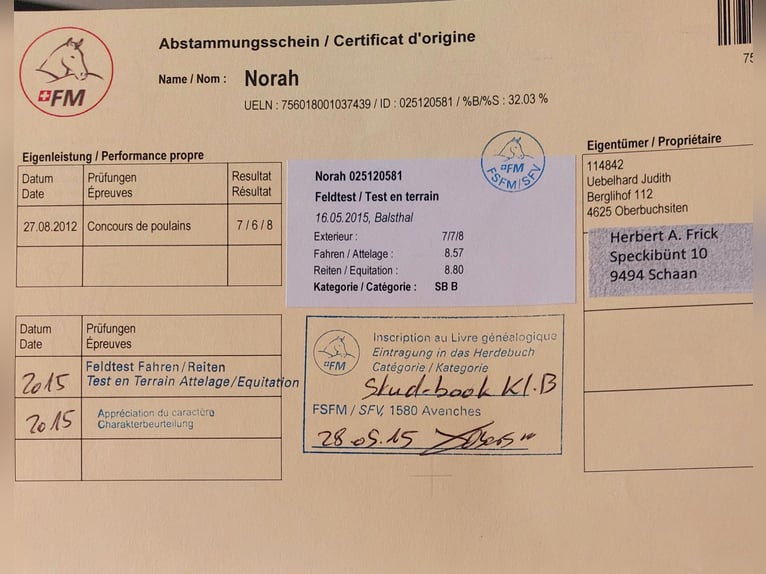 Abstammungsschein / Certificat d'origine
FM
Name / Nom : Norah
UELN : 756018001037439 / ID : 025120581 / %B/%S : 32.03 %
75
Eigenleistung / Performance propre
Datum Prüfungen Resultat
Date Épreuves Résultat
27.08.2012 Concours de poulains 7 / 6 / 8
Norah 025120581
Feldtest / Test en terrain
16.05.2015, Balsthal
Exterieur : 7/7/8
Fahren / Attelage : 8.57
Reiten / Equitation : 8.80
Kategorie / Catégorie : SB B
FM
FSFM/SFV
Eigentümer / Propriétaire
114842
Uebelhard Judith
Berglihof 112
4625 Oberbuchsiten
Herbert A. Frick
Speckibünt 10
9494 Schaan
Datum Prüfungen
Date Épreuves
2015 Feldtest Fahren/Reiten
Test en Terrain Attelage/Equitation
2015 Appréciation du caractère
Charakterbeurteilung
FM
Inscription au Livre généalogique
Eintragung in das Herdebuch
Catégorie / Kategorie
Studebook Kl.B
FSFM / SFV, 1580 Avenches
28.05.15